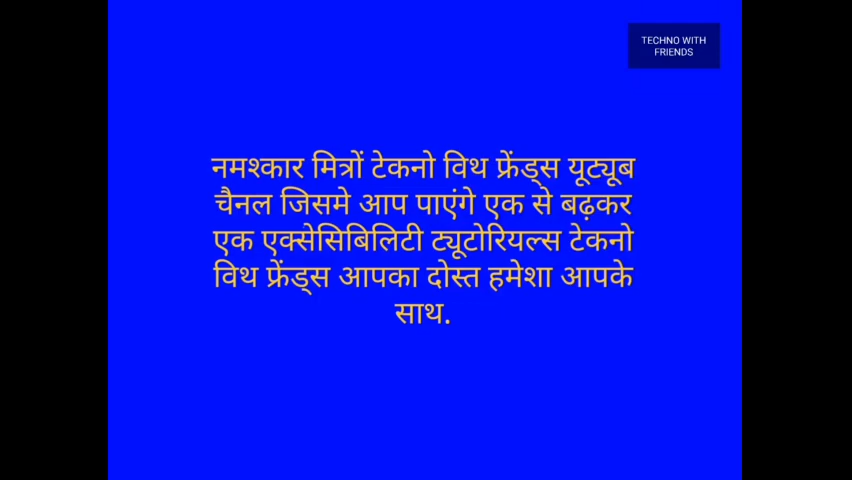 TECHNO WITH
FRIENDS
नमश्कार मित्रों टेकनो विथ फ्रेंड्स यूट्यूब
चैनल जिसमे आप पाएंगे एक से बढ़कर
एक एक्सेसिबिलिटी ट्यूटोरियल्स टेकनो
विथ फ्रेंड्स आपका दोस्त हमेशा आपके
साथ.